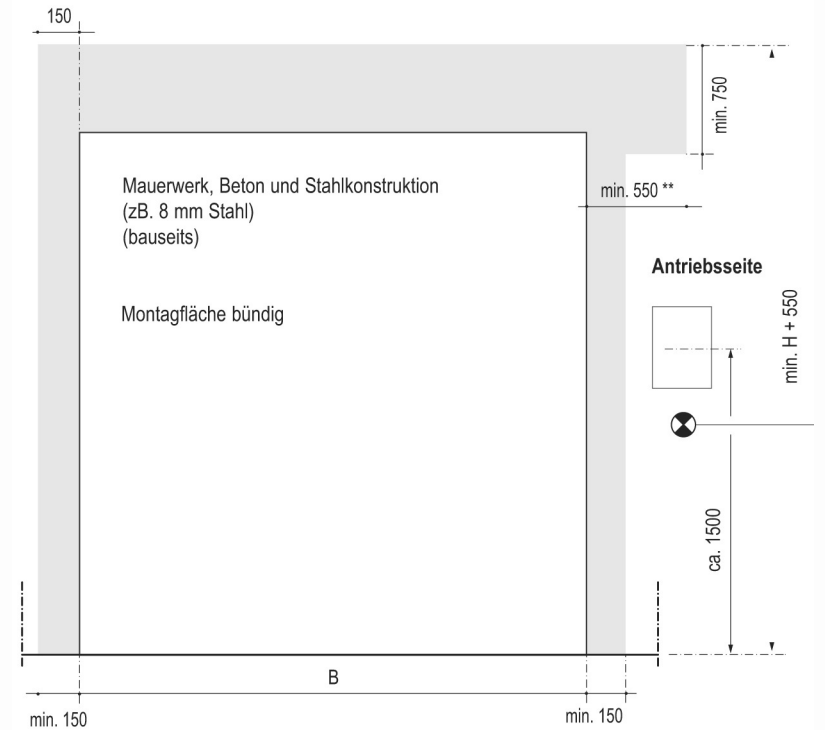 150
min. 750
Mauerwerk, Beton und Stahlkonstruktion
(zB. 8 mm Stahl)
(bauseits)
min. 550 **
Antriebsseite
Montagfläche bündig
min. H + 550
ca. 1500
B
min. 150
min. 150